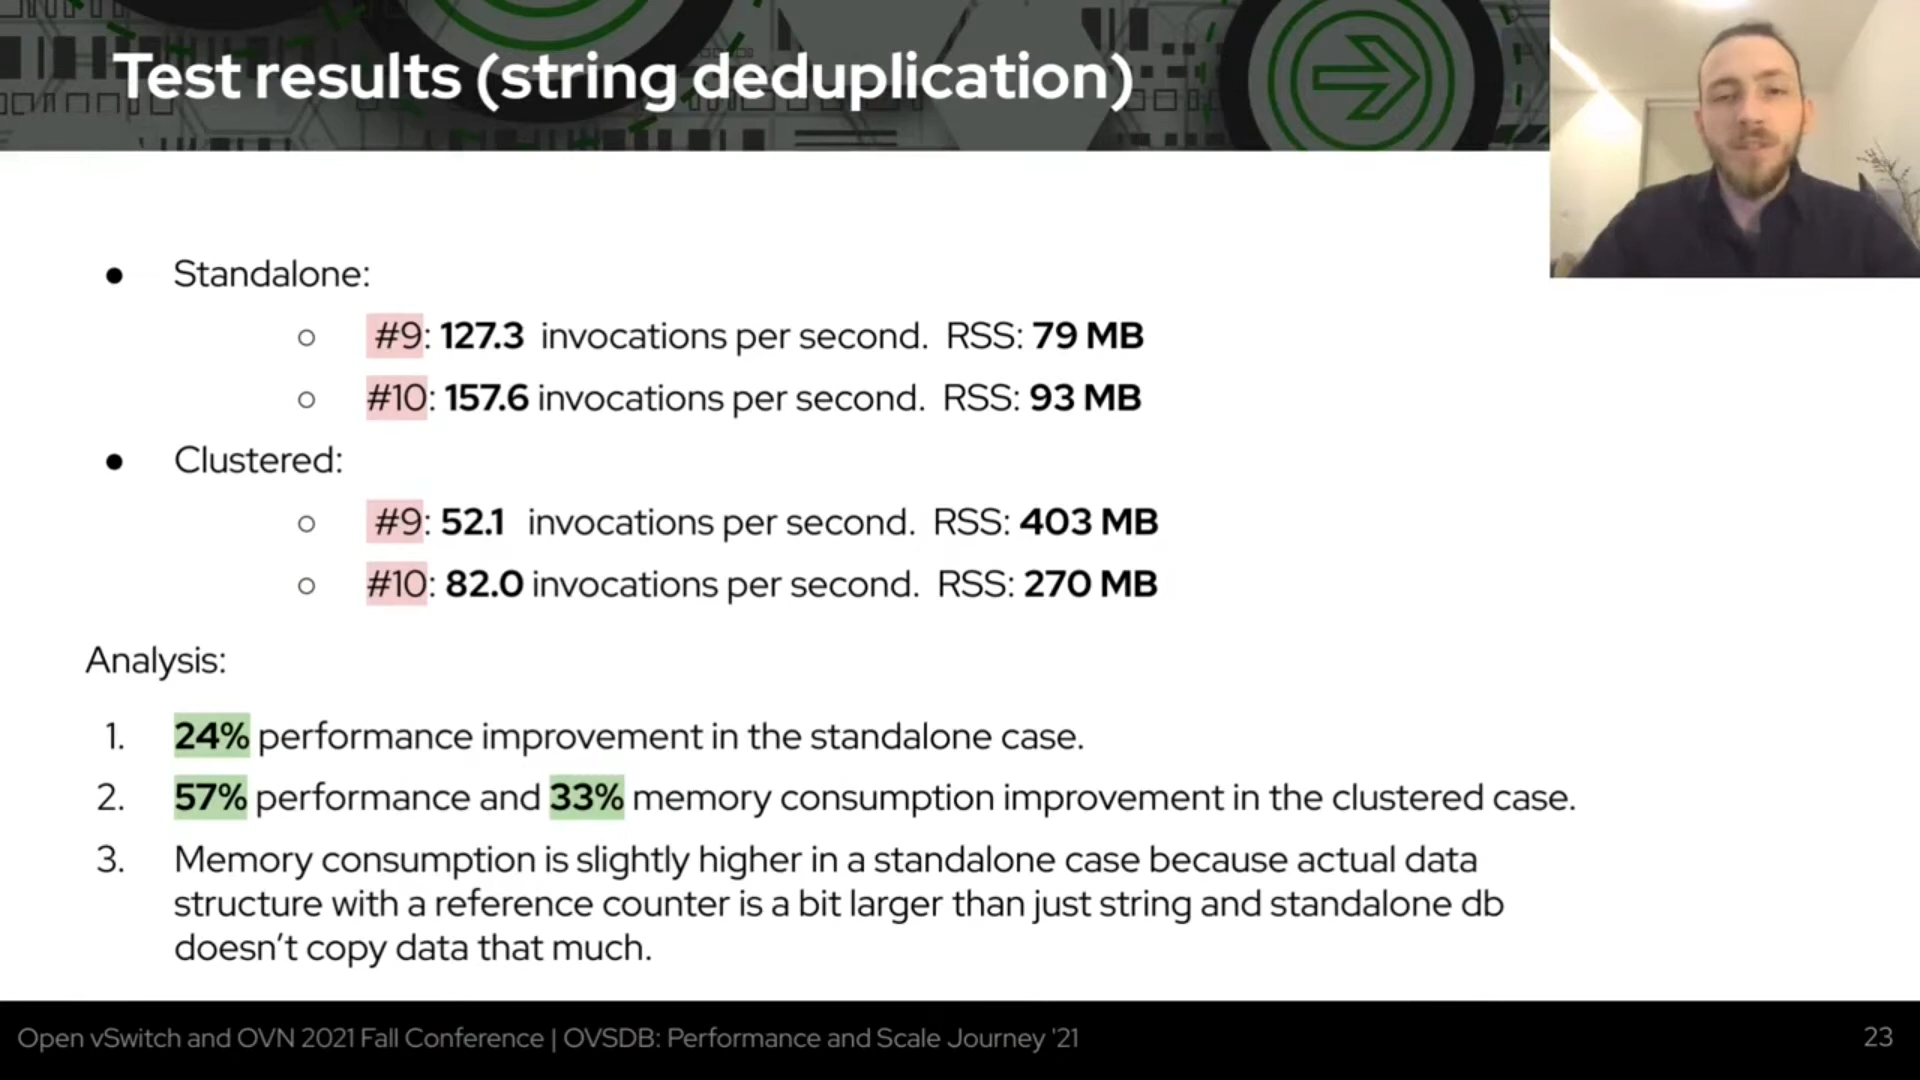 Test results (string deduplication)
● Standalone:
○ #9: 127.3 invocations per second. RSS: 79 MB
○ #10: 157.6 invocations per second. RSS: 93 MB
● Clustered:
○ #9: 52.1 invocations per second. RSS: 403 MB
○ #10: 82.0 invocations per second. RSS: 270 MB
Analysis:
1. 24% performance improvement in the standalone case.
2. 57% performance and 33% memory consumption improvement in the clustered case.
3. Memory consumption is slightly higher in a standalone case because actual data
structure with a reference counter is a bit larger than just string and standalone db
doesn’t copy data that much.
Open vSwitch and OVN 2021 Fall Conference | OVSDB: Performance and Scale Journey '21
23